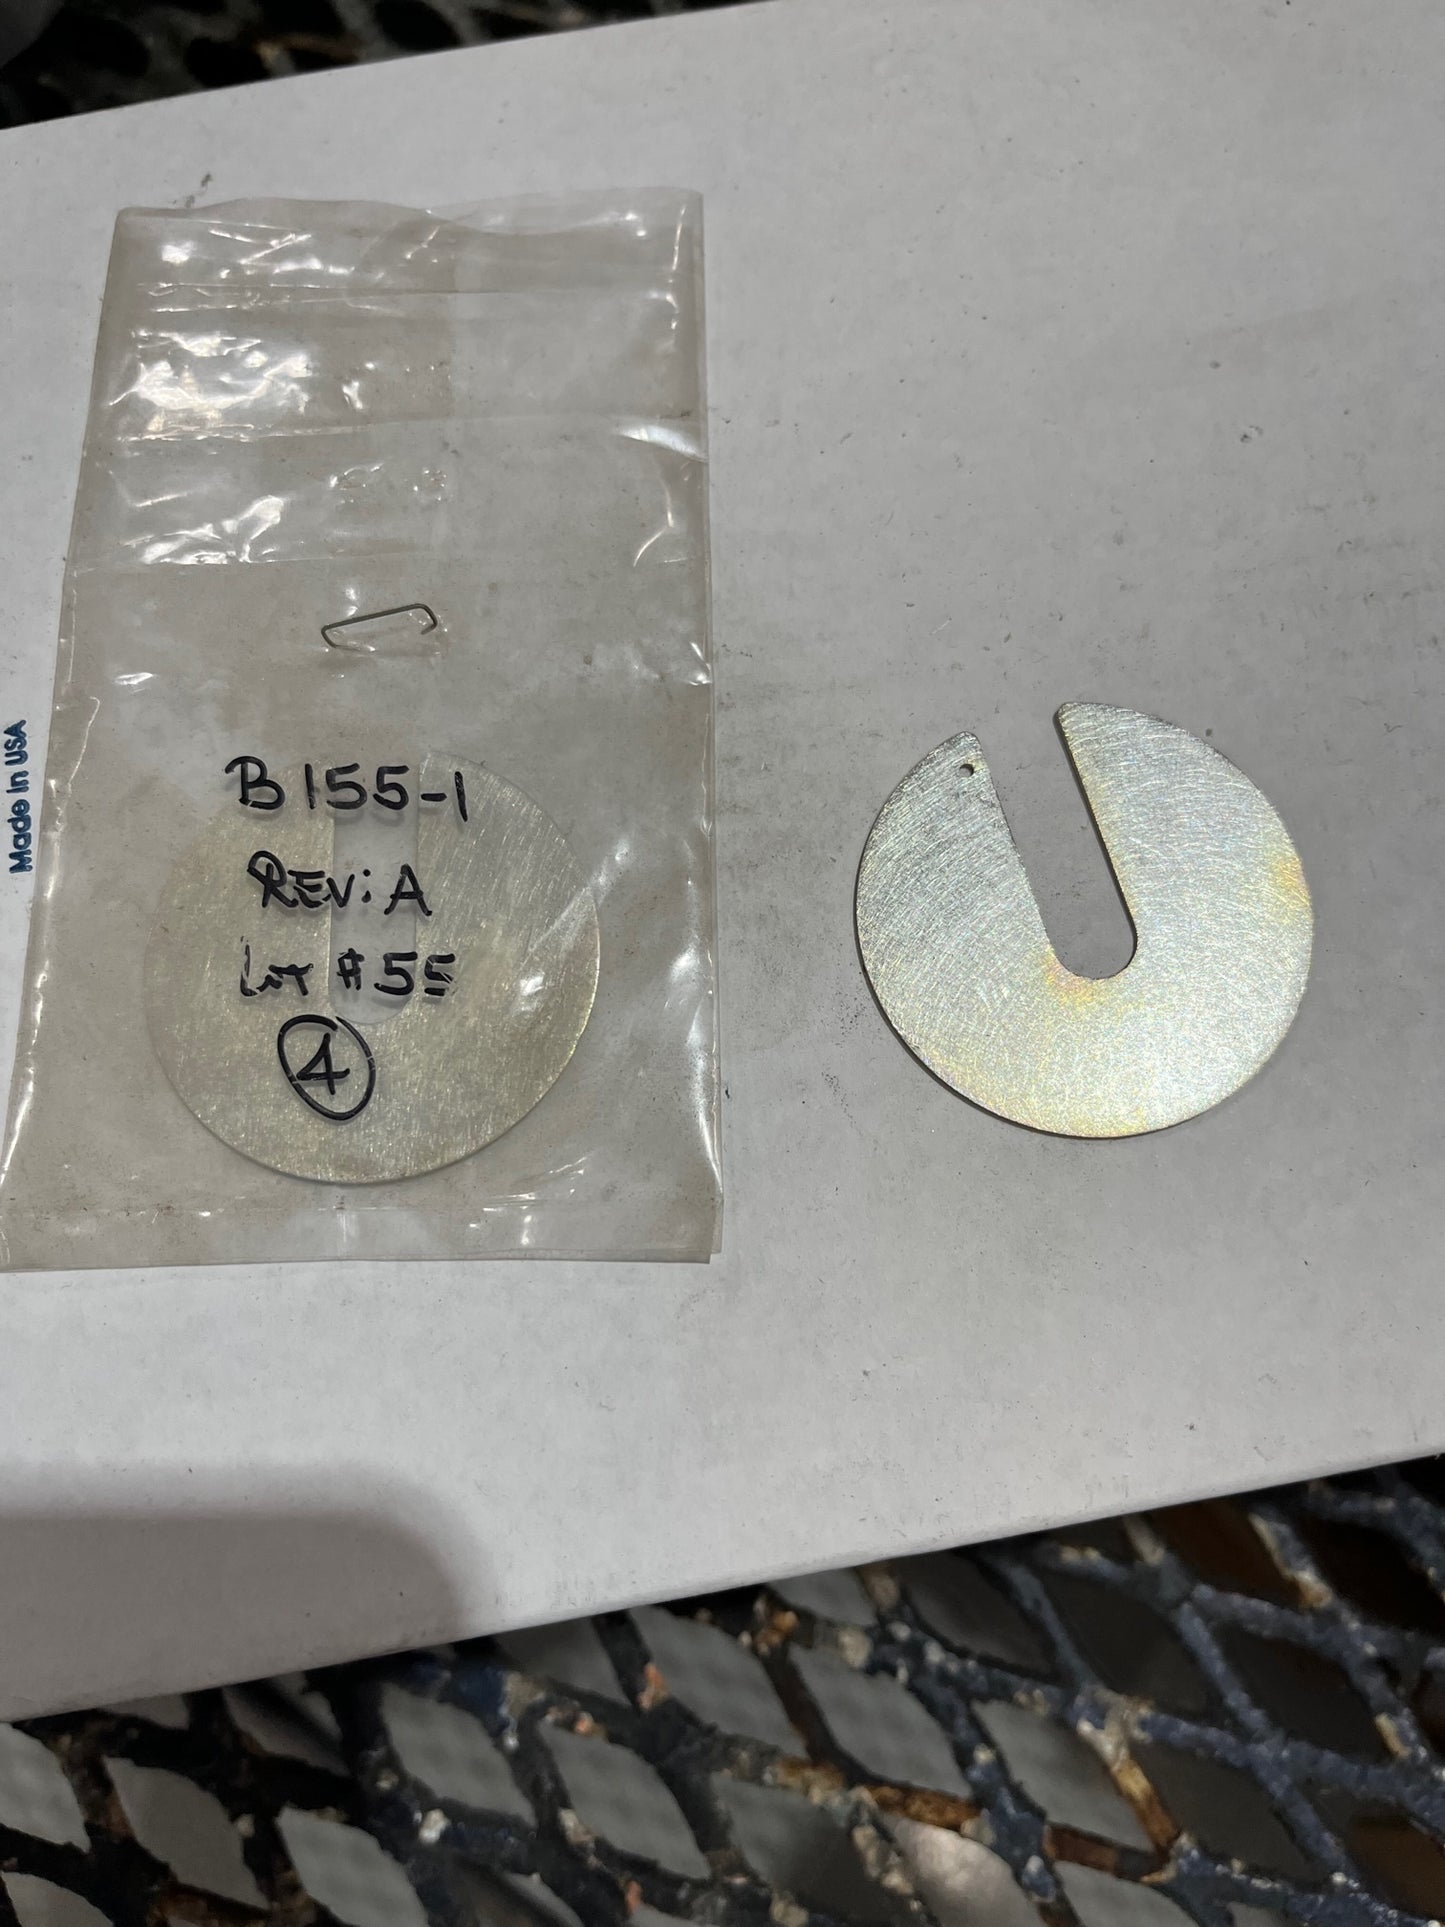 B155-1
REV: A
Lot #55
4
Made in USA